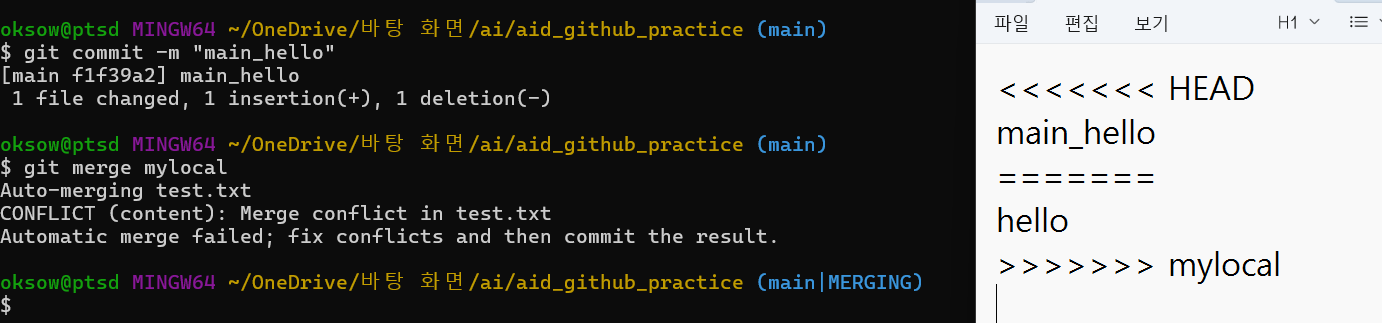 oksow@ptsd MINGW64 ~/OneDrive/바탕 화면/ai/aid_github_practice (main)
$ git commit -m "main_hello"
[main f1f39a2] main_hello
 1 file changed, 1 insertion(+), 1 deletion(-)
oksow@ptsd MINGW64 ~/OneDrive/바탕 화면/ai/aid_github_practice (main)
$ git merge mylocal
Auto-merging test.txt
CONFLICT (content): Merge conflict in test.txt
Automatic merge failed; fix conflicts and then commit the result.
oksow@ptsd MINGW64 ~/OneDrive/바탕 화면/ai/aid_github_practice (main|MERGING)
$
파일 편집 보기 H1
<<<<<<< HEAD
main_hello
=======
hello
>>>>>>> mylocal